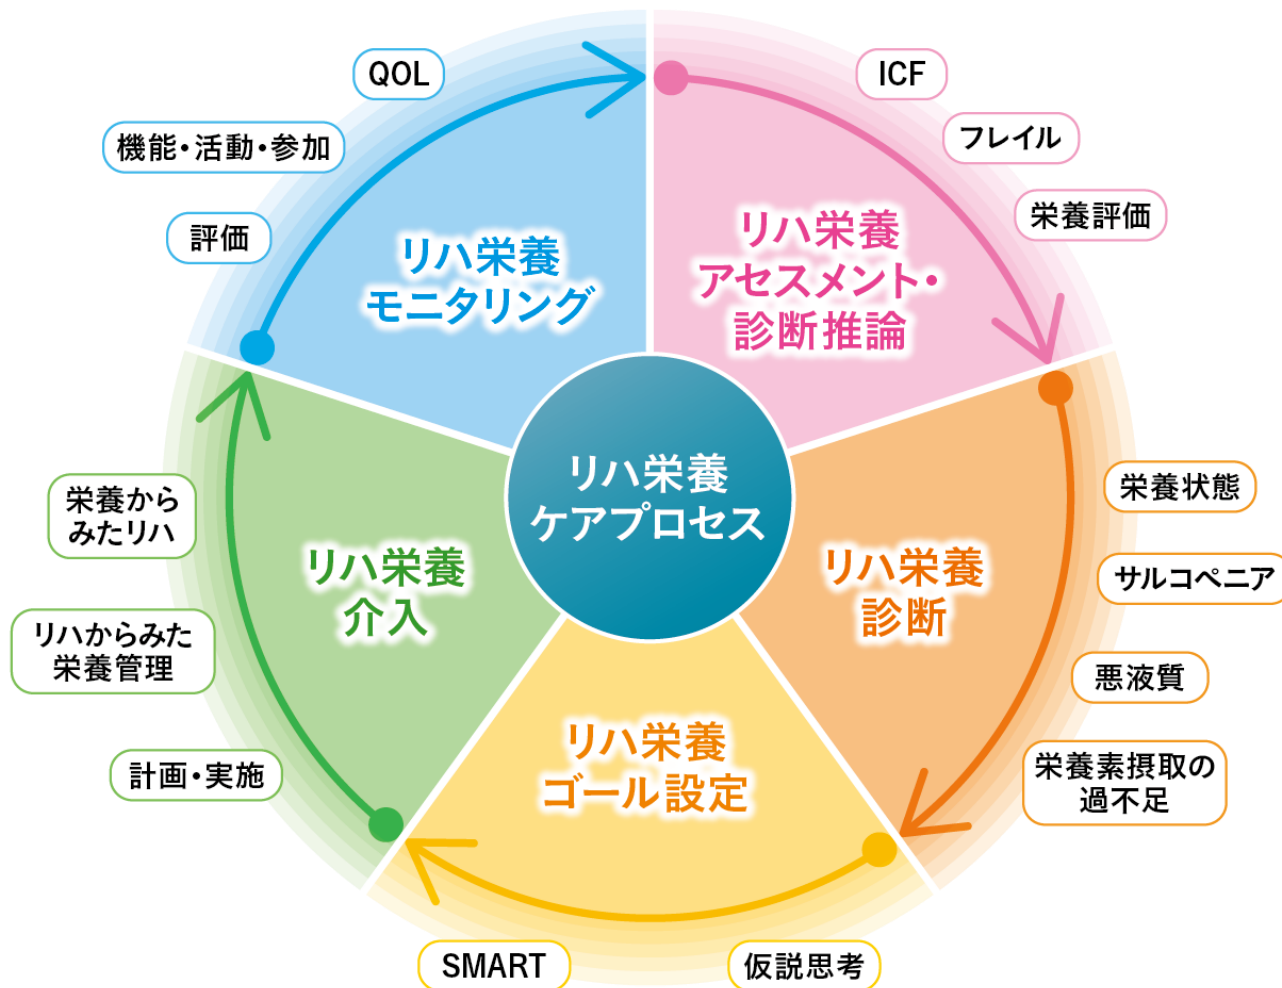 QOL
機能・活動・参加
評価
リハ栄養
モニタリング
ICF
フレイル
栄養評価
リハ栄養
アセスメント・
診断推論
リハ栄養
ケアプロセス
栄養状態
サルコペニア
悪液質
栄養素摂取の
過不足
リハ栄養
診断
リハ栄養
ゴール設定
仮説思考
SMART
リハ栄養
介入
栄養から
みたリハ
リハからみた
栄養管理
計画・実施